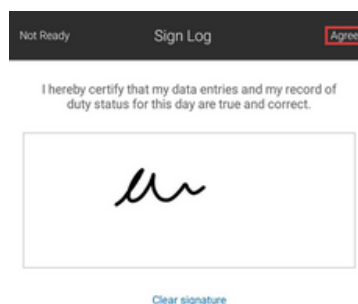 Not Ready Sign Log Agree
I hereby certify that my data entries and my record of
duty status for this day are true and correct.
Clear signature